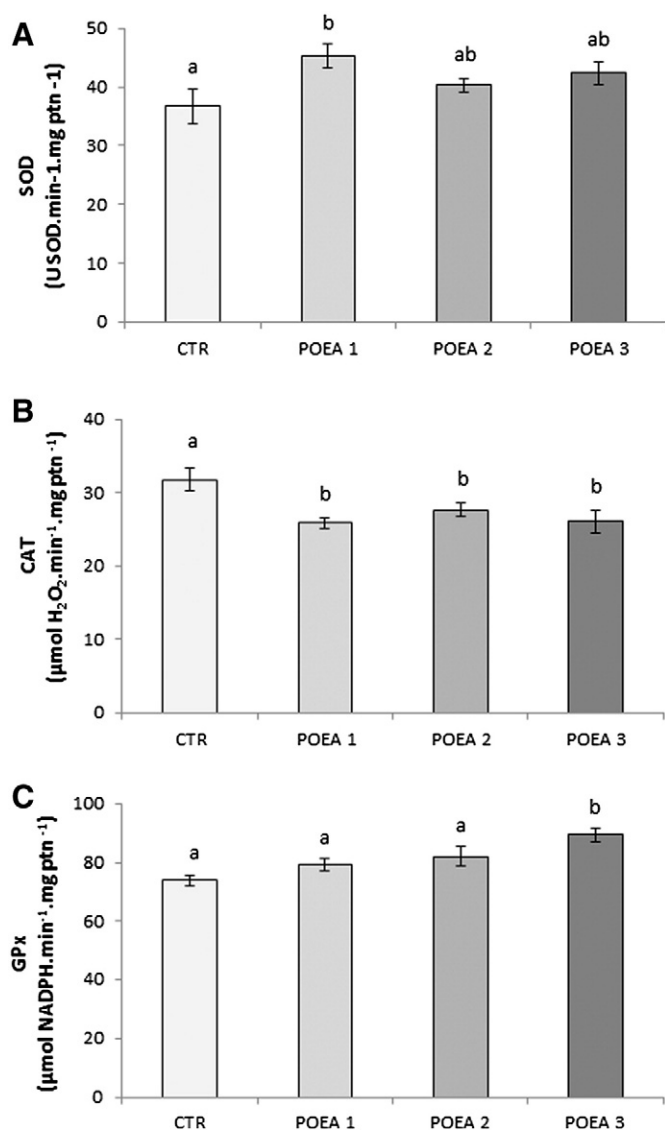 A
SOD
(USOD.min-1.mg ptn -1)
50
40
30
20
10
0
a
b
ab
ab
CTR
POEA 1
POEA 2
POEA 3
B
CAT
(µmol H₂O₂.min⁻¹.mg ptn⁻¹)
40
30
20
10
0
a
b
b
b
CTR
POEA 1
POEA 2
POEA 3
C
GPx
(µmol NADPH.min⁻¹.mg ptn⁻¹)
100
80
60
40
20
0
a
a
a
b
CTR
POEA 1
POEA 2
POEA 3